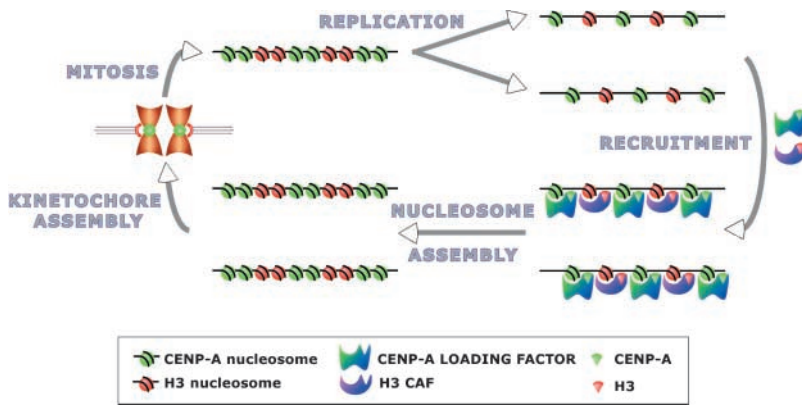 REPLICATION
MITOSIS
RECRUITMENT
KINETOCHORE
ASSEMBLY
NUCLEOSOME
ASSEMBLY
CENP-A nucleosome
CENP-A LOADING FACTOR
CENP-A
H3 nucleosome
H3 CAF
H3